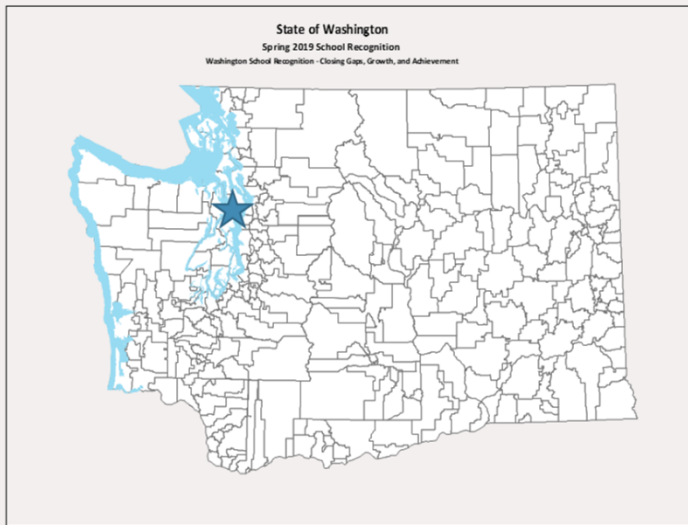 State of Washington
Spring 2019 School Recognition
Washington School Recognition - Closing Gaps, Growth, and Achievement